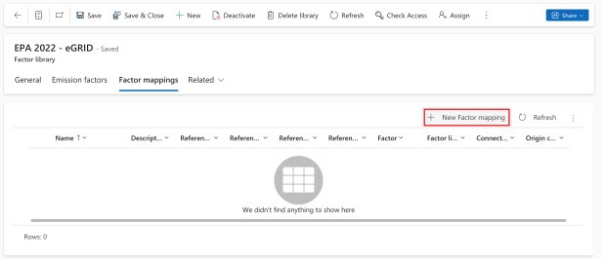 Save Save & Close New Deactivate Delete library Refresh Check Access Assign Share
EPA 2022 - eGRID - Saved
Factor library
General Emission factors Factor mappings Related
New Factor mapping Refresh
Name Descript... Referen... Referen... Referen... Referen... Factor Factor li... Connect... Origin c...
We didn't find anything to show here
Rows: 0